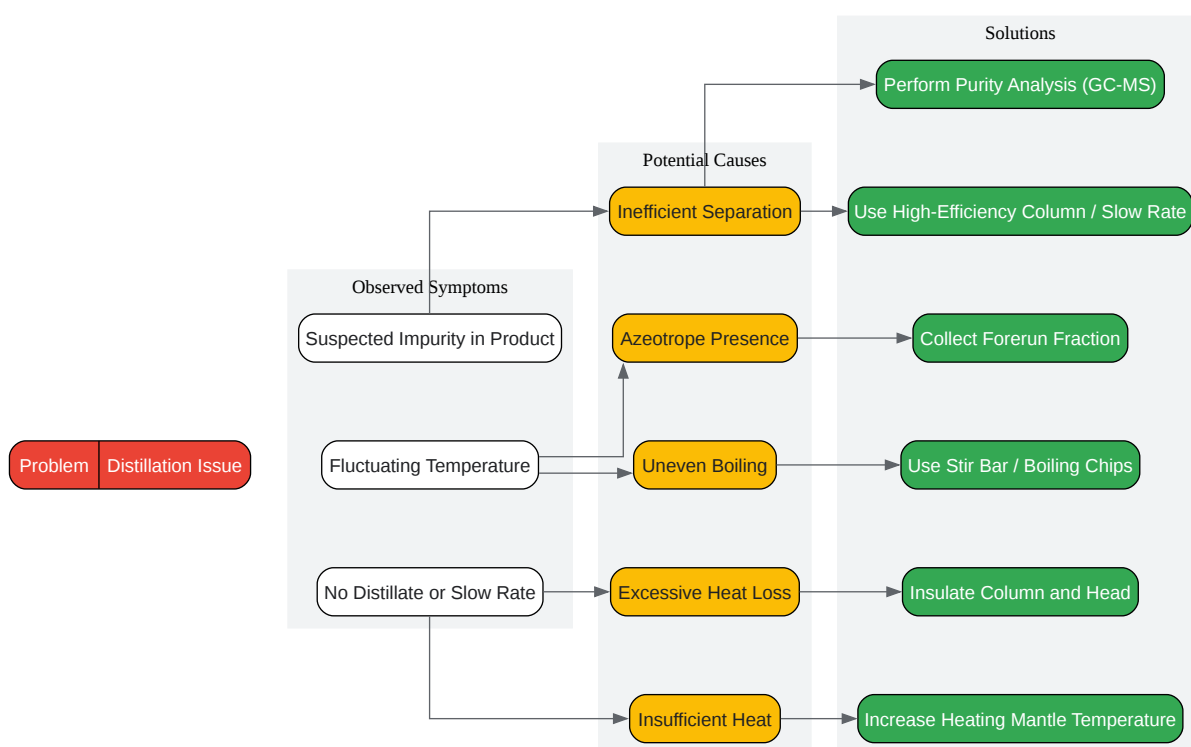 Solutions
Perform Purity Analysis (GC-MS)
Potential Causes
Inefficient Separation
Use High-Efficiency Column / Slow Rate
Observed Symptoms
Suspected Impurity in Product
Azeotrope Presence
Collect Forerun Fraction
Problem
Distillation Issue
Fluctuating Temperature
Uneven Boiling
Use Stir Bar / Boiling Chips
No Distillate or Slow Rate
Excessive Heat Loss
Insulate Column and Head
Insufficient Heat
Increase Heating Mantle Temperature